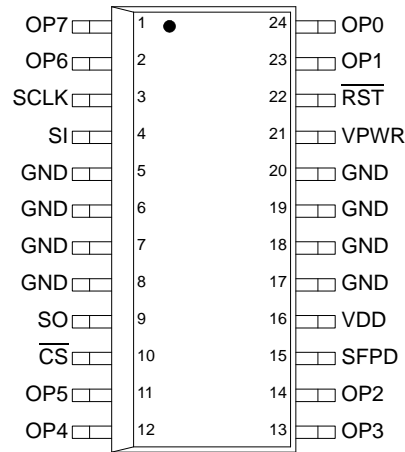 OP7 1 24 OP0
OP6 2 23 OP1
SCLK 3 22 RST
SI 4 21 VPWR
GND 5 20 GND
GND 6 19 GND
GND 7 18 GND
GND 8 17 GND
SO 9 16 VDD
CS 10 15 SFPD
OP5 11 14 OP2
OP4 12 13 OP3